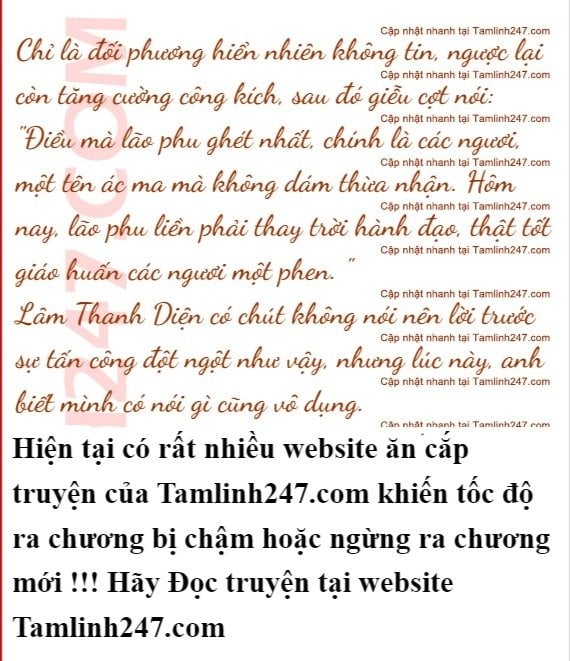 Cập nhật nhanh tại Tamlinh247.com
Chỉ là đối phương hiển nhiên không tin, ngược lại
Cập nhật nhanh tại Tamlinh247.com
còn tăng cường công kích, sau đó giễu cợt nói:
Cập nhật nhanh tại Tamlinh247.com
"Điều mà lão phu ghét nhất, chính là các ngươi,
Cập nhật nhanh tại Tamlinh247.com
một tên ác ma mà không dám thừa nhận. Hôm
Cập nhật nhanh tại Tamlinh247.com
nay, lão phu liền phải thay trời hành đạo, thật tốt
Cập nhật nhanh tại Tamlinh247.com
giáo huấn các ngươi một phen. "
Cập nhật nhanh tại Tamlinh247.com
Lâm Thanh Diện có chút không nói nên lời trước
Cập nhật nhanh tại Tamlinh247.com
sự tấn công đột ngột như vậy, nhưng lúc này, anh
Cập nhật nhanh tại Tamlinh247.com
biết mình có nói gì cũng vô dụng.
Cập nhật nhanh tại Tamlinh247.com
Hiện tại có rất nhiều website ăn cắp
truyện của Tamlinh247.com khiến tốc độ
ra chương bị chậm hoặc ngừng ra chương
mới !!! Hãy Đọc truyện tại website
Tamlinh247.com
1247.COM